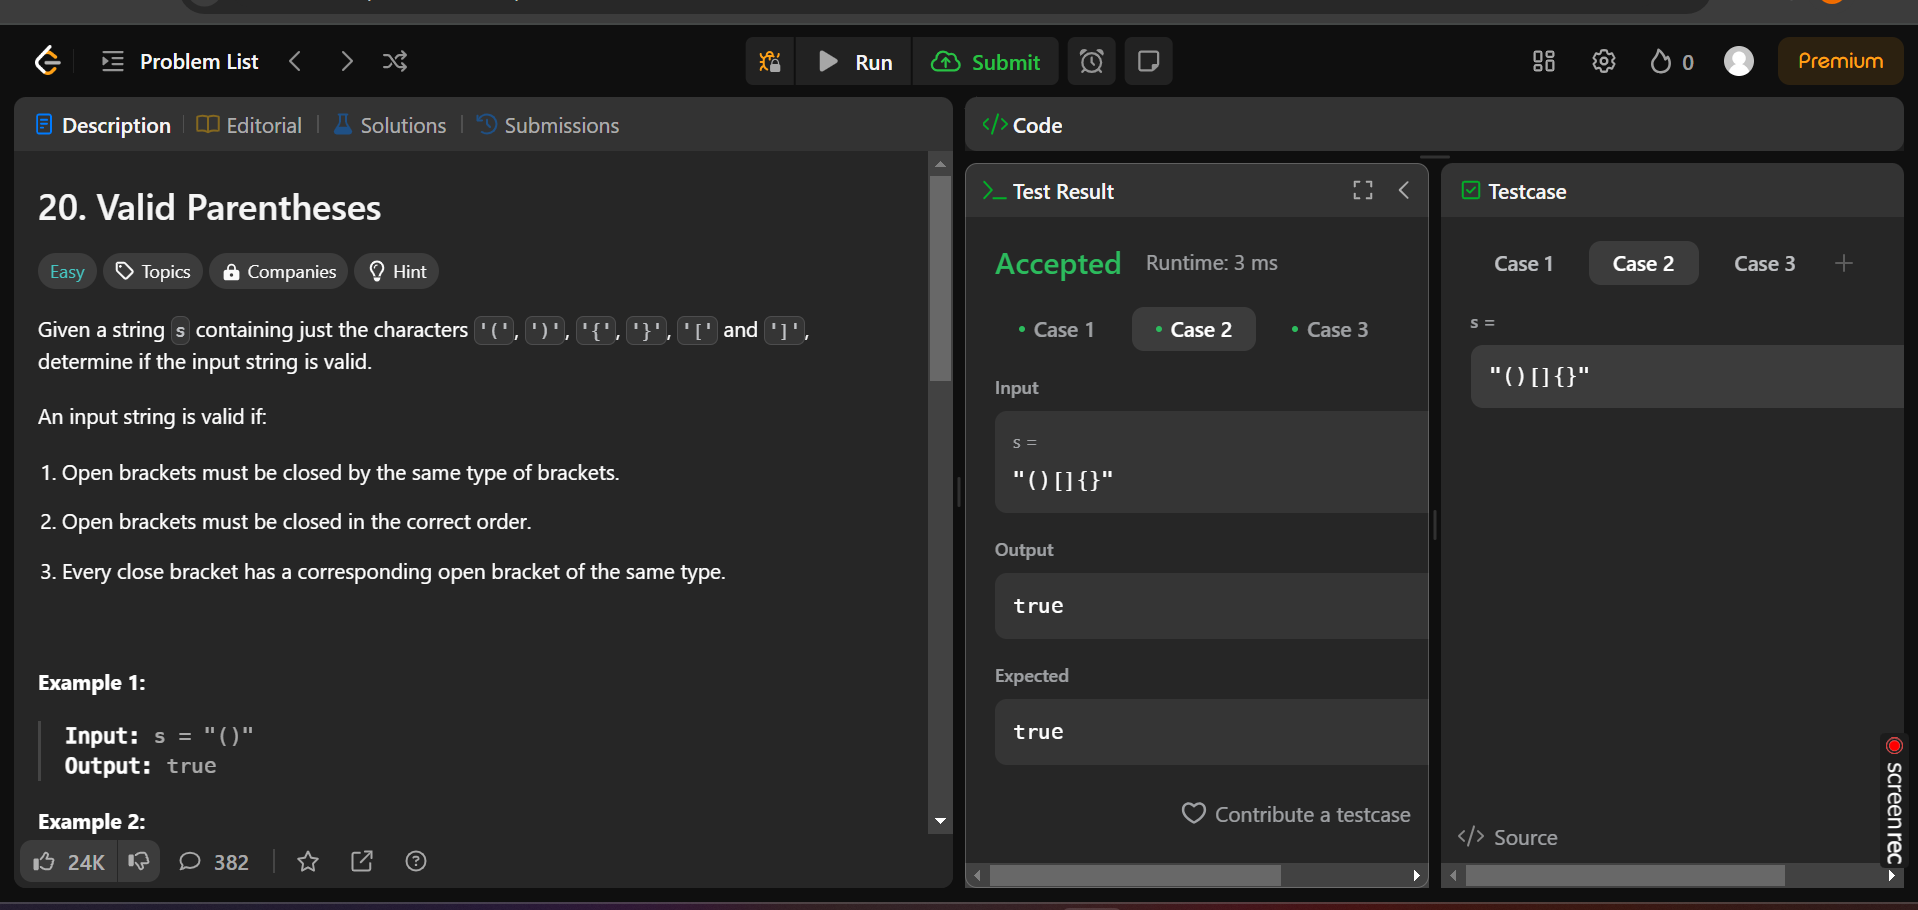 Problem List
Run
Submit
0
Premium
Description
Editorial
Solutions
Submissions
20. Valid Parentheses
Easy
Topics
Companies
Hint
Given a string s containing just the characters '(', ')', '{', '}', '[' and ']',
determine if the input string is valid.
An input string is valid if:
1. Open brackets must be closed by the same type of brackets.
2. Open brackets must be closed in the correct order.
3. Every close bracket has a corresponding open bracket of the same type.
Example 1:
Input: s = "()"
Output: true
Example 2:
24K
382
</> Code
>_ Test Result
Accepted Runtime: 3 ms
• Case 1 • Case 2 • Case 3
Input
s =
"()[]{}"
Output
true
Expected
true
Contribute a testcase
Testcase
Case 1 Case 2 Case 3 +
s =
"()[]{}"
</> Source
screenrec